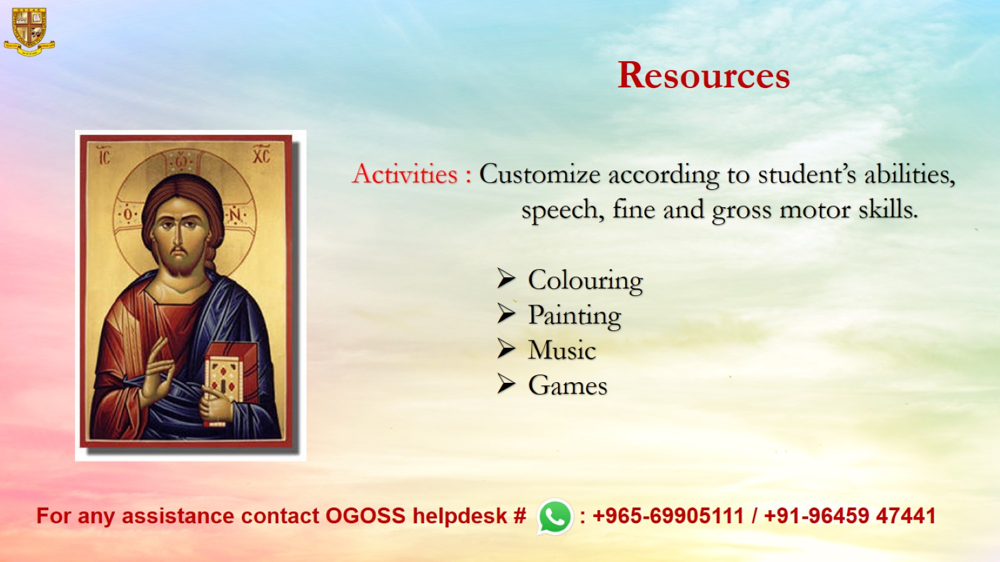 OSSAE
Resources
IC XC
ω
Ο Ν
Activities : Customize according to student’s abilities,
speech, fine and gross motor skills.
➢ Colouring
➢ Painting
➢ Music
➢ Games
For any assistance contact OGOSS helpdesk # : +965-69905111 / +91-96459 47441